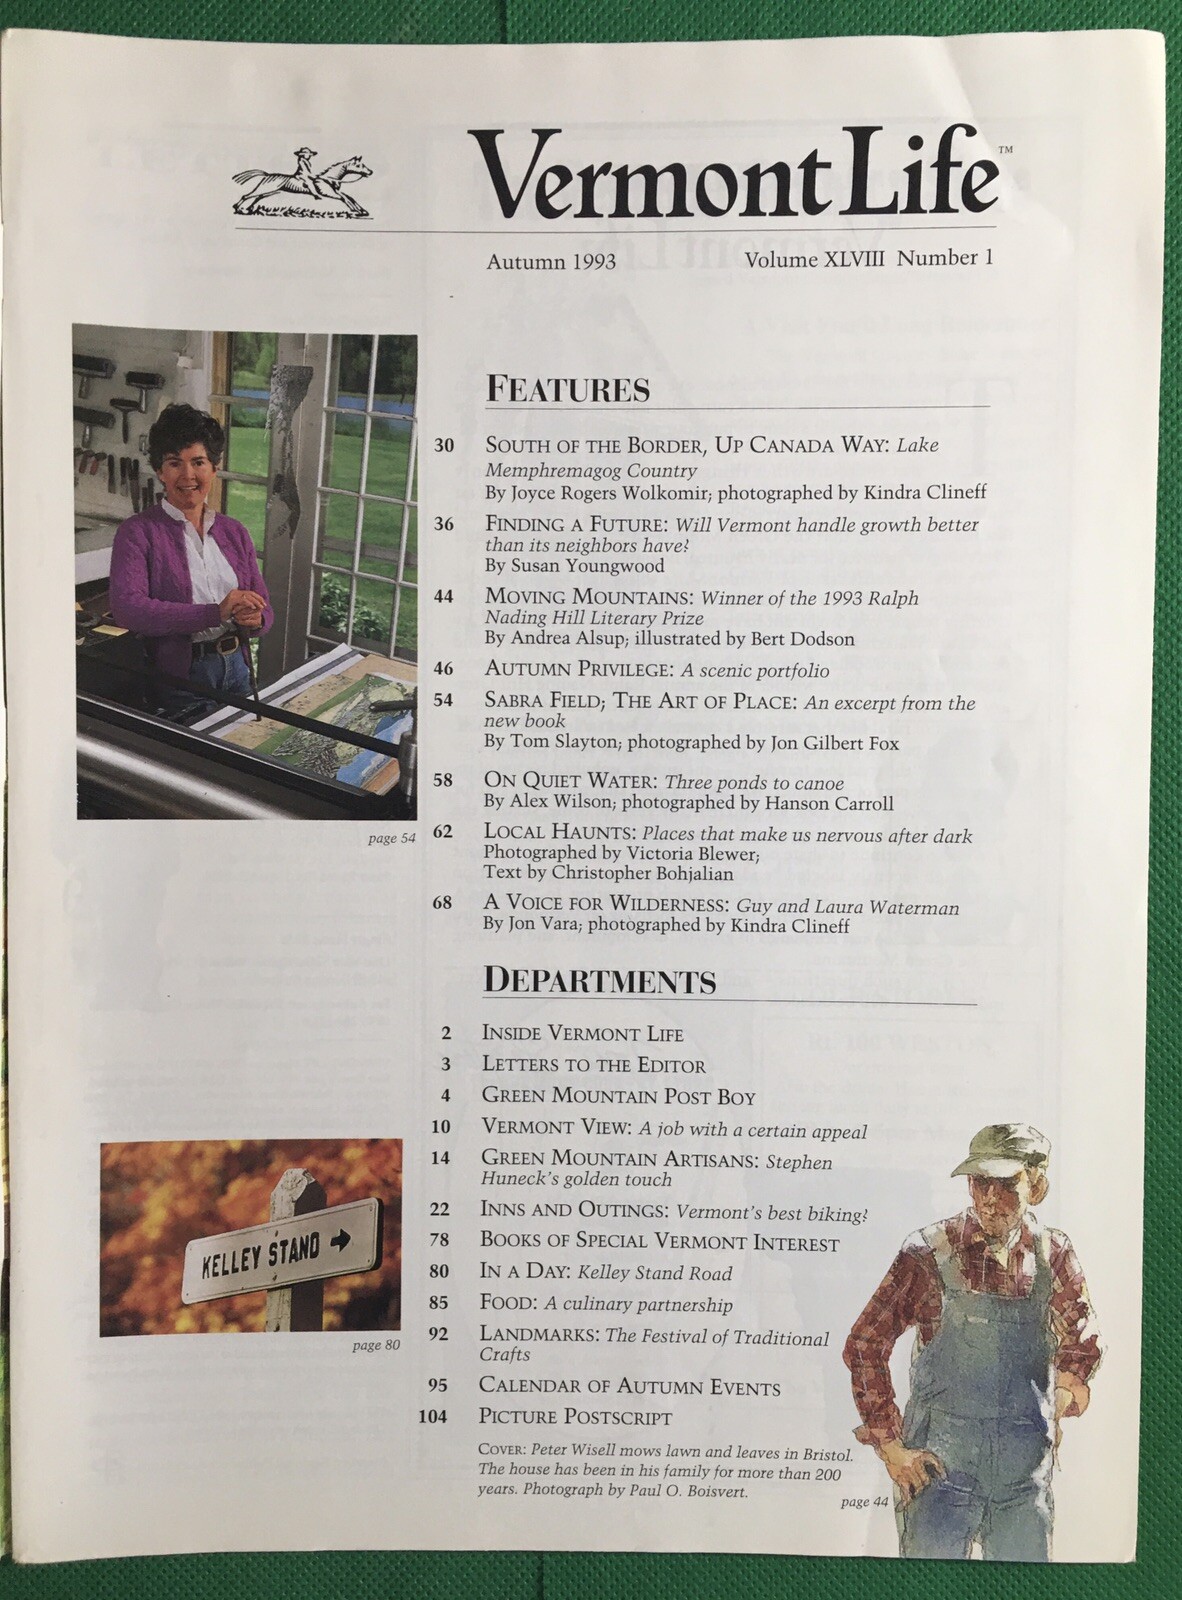 Vermont Life™
Autumn 1993
Volume XLVIII Number 1
FEATURES
30 SOUTH OF THE BORDER, UP CANADA WAY: Lake
Memphremagog Country
By Joyce Rogers Wolkomir; photographed by Kindra Clineff
36 FINDING A FUTURE: Will Vermont handle growth better
than its neighbors have?
By Susan Youngwood
44 MOVING MOUNTAINS: Winner of the 1993 Ralph
Nading Hill Literary Prize
By Andrea Alsup; illustrated by Bert Dodson
46 AUTUMN PRIVILEGE: A scenic portfolio
54 SABRA FIELD; THE ART OF PLACE: An excerpt from the
new book
By Tom Slayton; photographed by Jon Gilbert Fox
58 ON QUIET WATER: Three ponds to canoe
By Alex Wilson; photographed by Hanson Carroll
page 54
62 LOCAL HAUNTS: Places that make us nervous after dark
Photographed by Victoria Blewer;
Text by Christopher Bohjalian
68 A VOICE FOR WILDERNESS: Guy and Laura Waterman
By Jon Vara; photographed by Kindra Clineff
DEPARTMENTS
2 INSIDE VERMONT LIFE
3 LETTERS TO THE EDITOR
4 GREEN MOUNTAIN POST BOY
10 VERMONT VIEW: A job with a certain appeal
14 GREEN MOUNTAIN ARTISANS: Stephen
Huneck's golden touch
22 INNS AND OUTINGS: Vermont's best biking?
78 BOOKS OF SPECIAL VERMONT INTEREST
80 IN A DAY: Kelley Stand Road
85 FOOD: A culinary partnership
92 LANDMARKS: The Festival of Traditional
Crafts
95 CALENDAR OF AUTUMN EVENTS
104 PICTURE POSTSCRIPT
KELLEY STAND →
page 80
COVER: Peter Wisell mows lawn and leaves in Bristol.
The house has been in his family for more than 200
years. Photograph by Paul O. Boisvert.
page 44